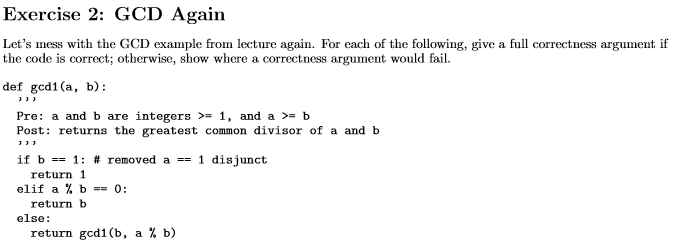 Exercise 2: GCD Again
Let's mess with the GCD example from lecture again. For each of the following, give a full correctness argument if
the code is correct; otherwise, show where a correctness argument would fail.
def gcd1(a, b):
'''
Pre: a and b are integers >= 1, and a >= b
Post: returns the greatest common divisor of a and b
'''
if b == 1: # removed a == 1 disjunct
return 1
elif a % b == 0:
return b
else:
return gcd1(b, a % b)